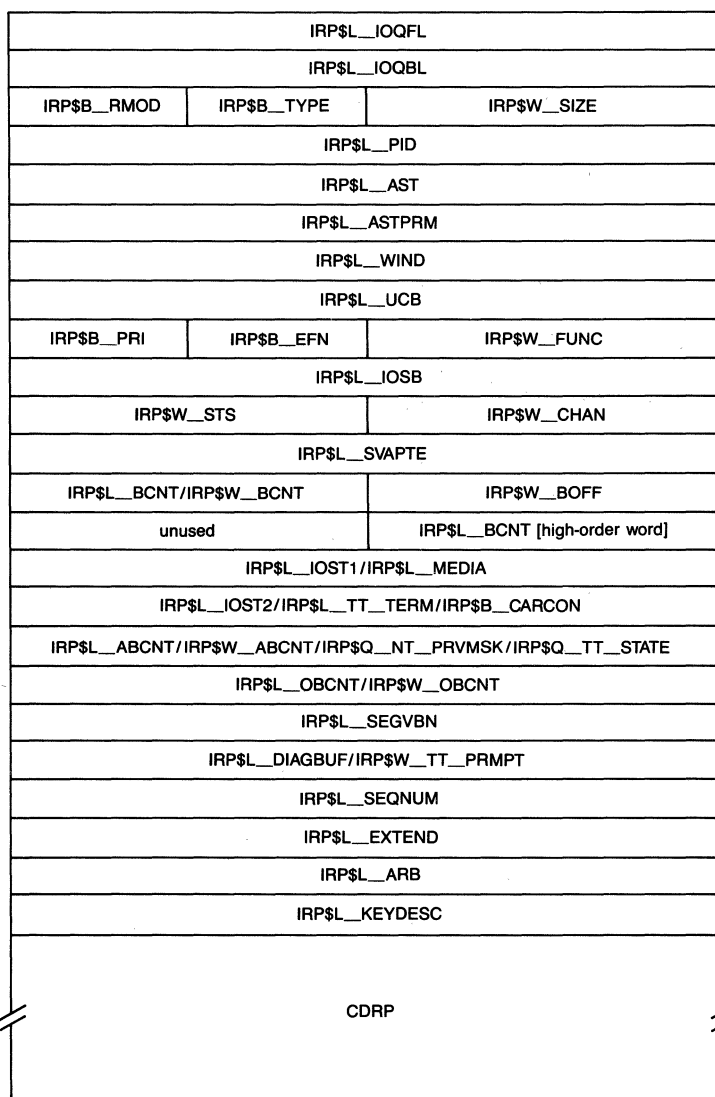 IRP$L__IOQFL
IRP$L__IOQBL
IRP$B__RMOD IRP$B__TYPE IRP$W__SIZE
IRP$L__PID
IRP$L__AST
IRP$L__ASTPRM
IRP$L__WIND
IRP$L__UCB
IRP$B__PRI IRP$B__EFN IRP$W__FUNC
IRP$L__IOSB
IRP$W__STS IRP$W__CHAN
IRP$L__SVAPTE
IRP$L__BCNT/IRP$W__BCNT IRP$W__BOFF
unused IRP$L__BCNT [high-order word]
IRP$L__IOST1/IRP$L__MEDIA
IRP$L__IOST2/IRP$L__TT__TERM/IRP$B__CARCON
IRP$L__ABCNT/IRP$W__ABCNT/IRP$Q__NT__PRVMSK/IRP$Q__TT__STATE
IRP$L__OBCNT/IRP$W__OBCNT
IRP$L__SEGVBN
IRP$L__DIAGBUF/IRP$W__TT__PRMPT
IRP$L__SEQNUM
IRP$L__EXTEND
IRP$L__ARB
IRP$L__KEYDESC
CDRP